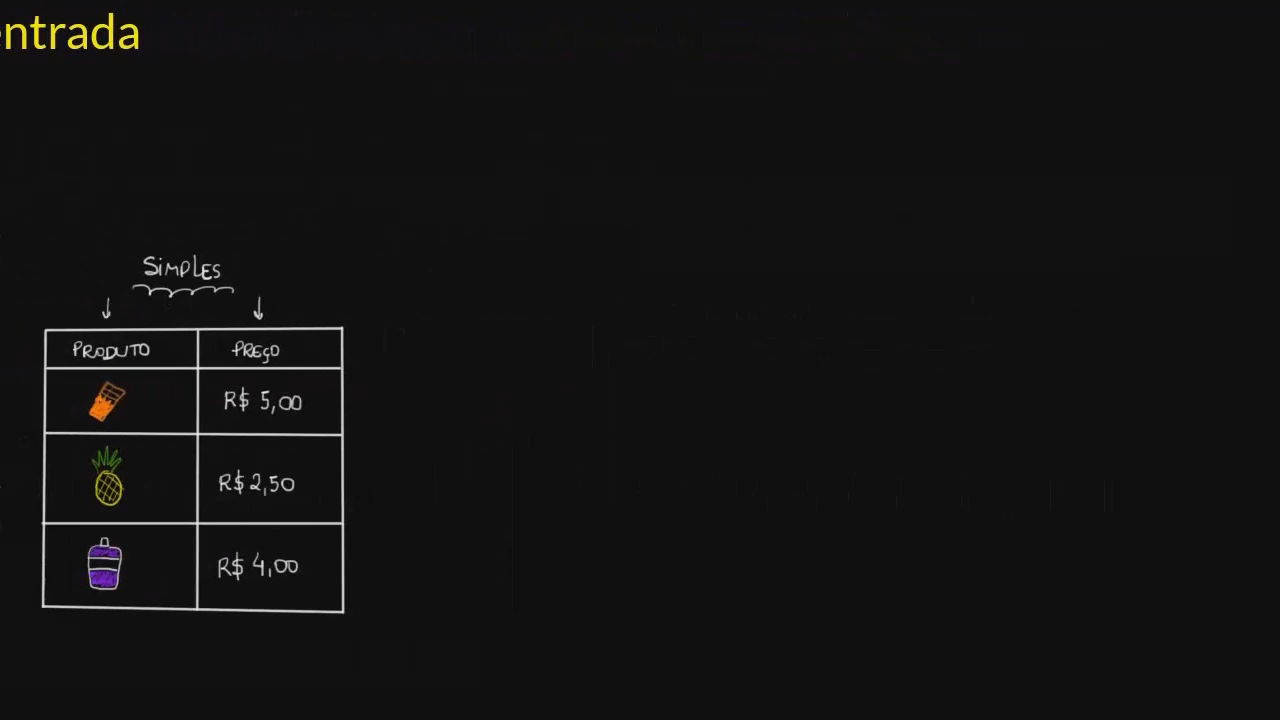 entrada
SIMPLES
PRODUTO PREÇO
R$ 5,00
R$ 2,50
R$ 4,00